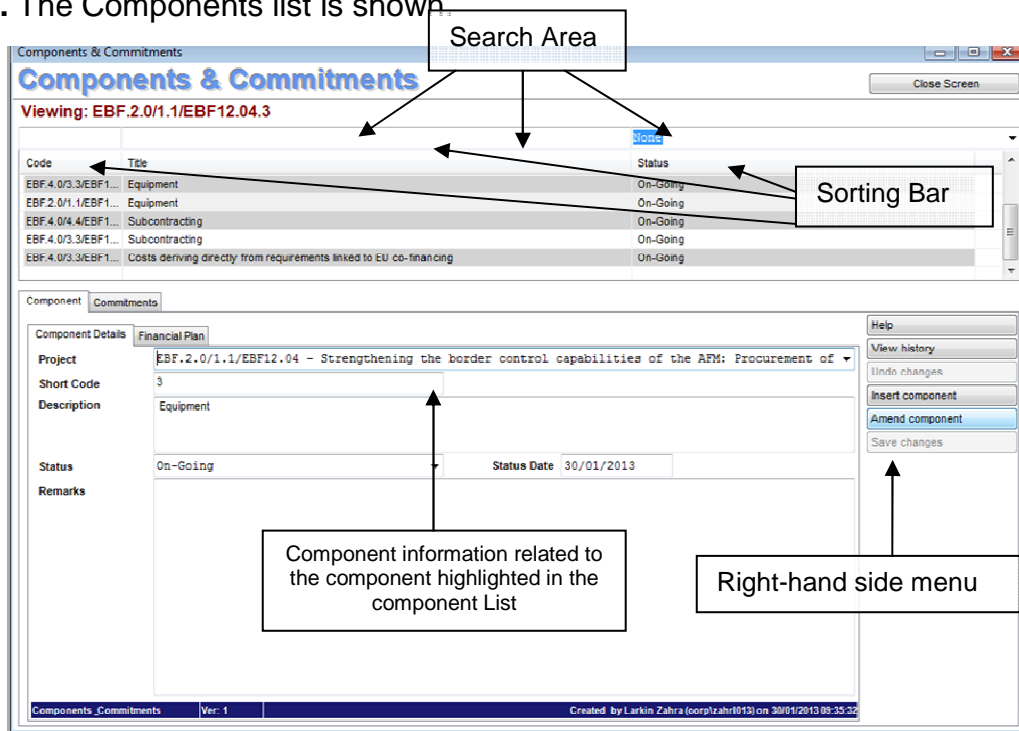 . The Components list is shown
Search Area
Components & Commitments
Components & Commitments
Close Screen
Viewing: EBF.2.0/1.1/EBF12.04.3
None
Code Title Status
EBF.4.0/3.3/EBF1... Equipment On-Going
EBF.2.0/1.1/EBF1... Equipment On-Going
EBF.4.0/4.4/EBF1... Subcontracting On-Going
EBF.4.0/3.3/EBF1... Subcontracting On-Going
EBF.4.0/3.3/EBF1... Costs deriving directly from requirements linked to EU co-financing On-Going
Sorting Bar
Component Commitments
Component Details Financial Plan
Project EBF.2.0/1.1/EBF12.04 - Strengthening the border control capabilities of the AFM: Procurement of
Short Code 3
Description Equipment
Status On-Going Status Date 30/01/2013
Remarks
Help
View history
Undo changes
Insert component
Amend component
Save changes
Component information related to
the component highlighted in the
component List
Right-hand side menu
Components_Commitments Ver: 1 Created by Larkin Zahra (corp\zahrl013) on 30/01/2013 09:35:32